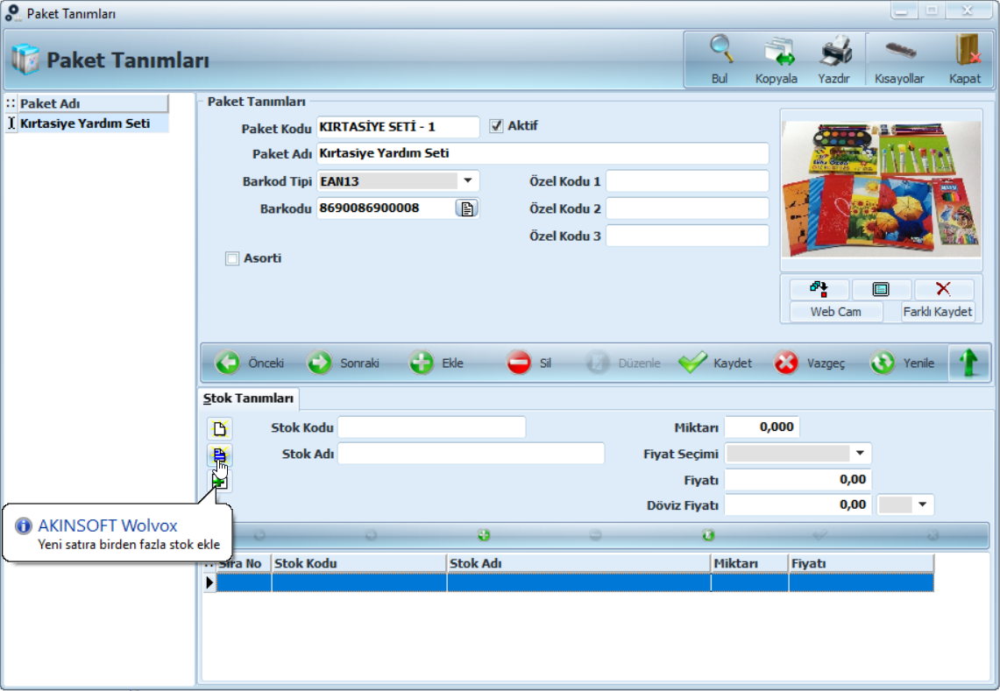 Paket Tanımları
Paket Tanımları
Bul
Kopyala
Yazdır
Kısayollar
Kapat
Paket Adı
Kırtasiye Yardım Seti
Paket Tanımları
Paket Kodu KIRTASİYE SETİ - 1
Aktif
Paket Adı Kırtasiye Yardım Seti
Barkod Tipi EAN13
Özel Kodu 1
Barkodu 8690086900008
Özel Kodu 2
Özel Kodu 3
Asorti
Web Cam
Farklı Kaydet
Önceki
Sonraki
Ekle
Sil
Düzenle
Kaydet
Vazgeç
Yenile
Stok Tanımları
Stok Kodu
Miktarı 0,000
Stok Adı
Fiyat Seçimi
Fiyatı 0,00
Döviz Fiyatı 0,00
AKINSOFT Wolvox
Yeni satıra birden fazla stok ekle
Sıra No Stok Kodu Stok Adı Miktarı Fiyatı